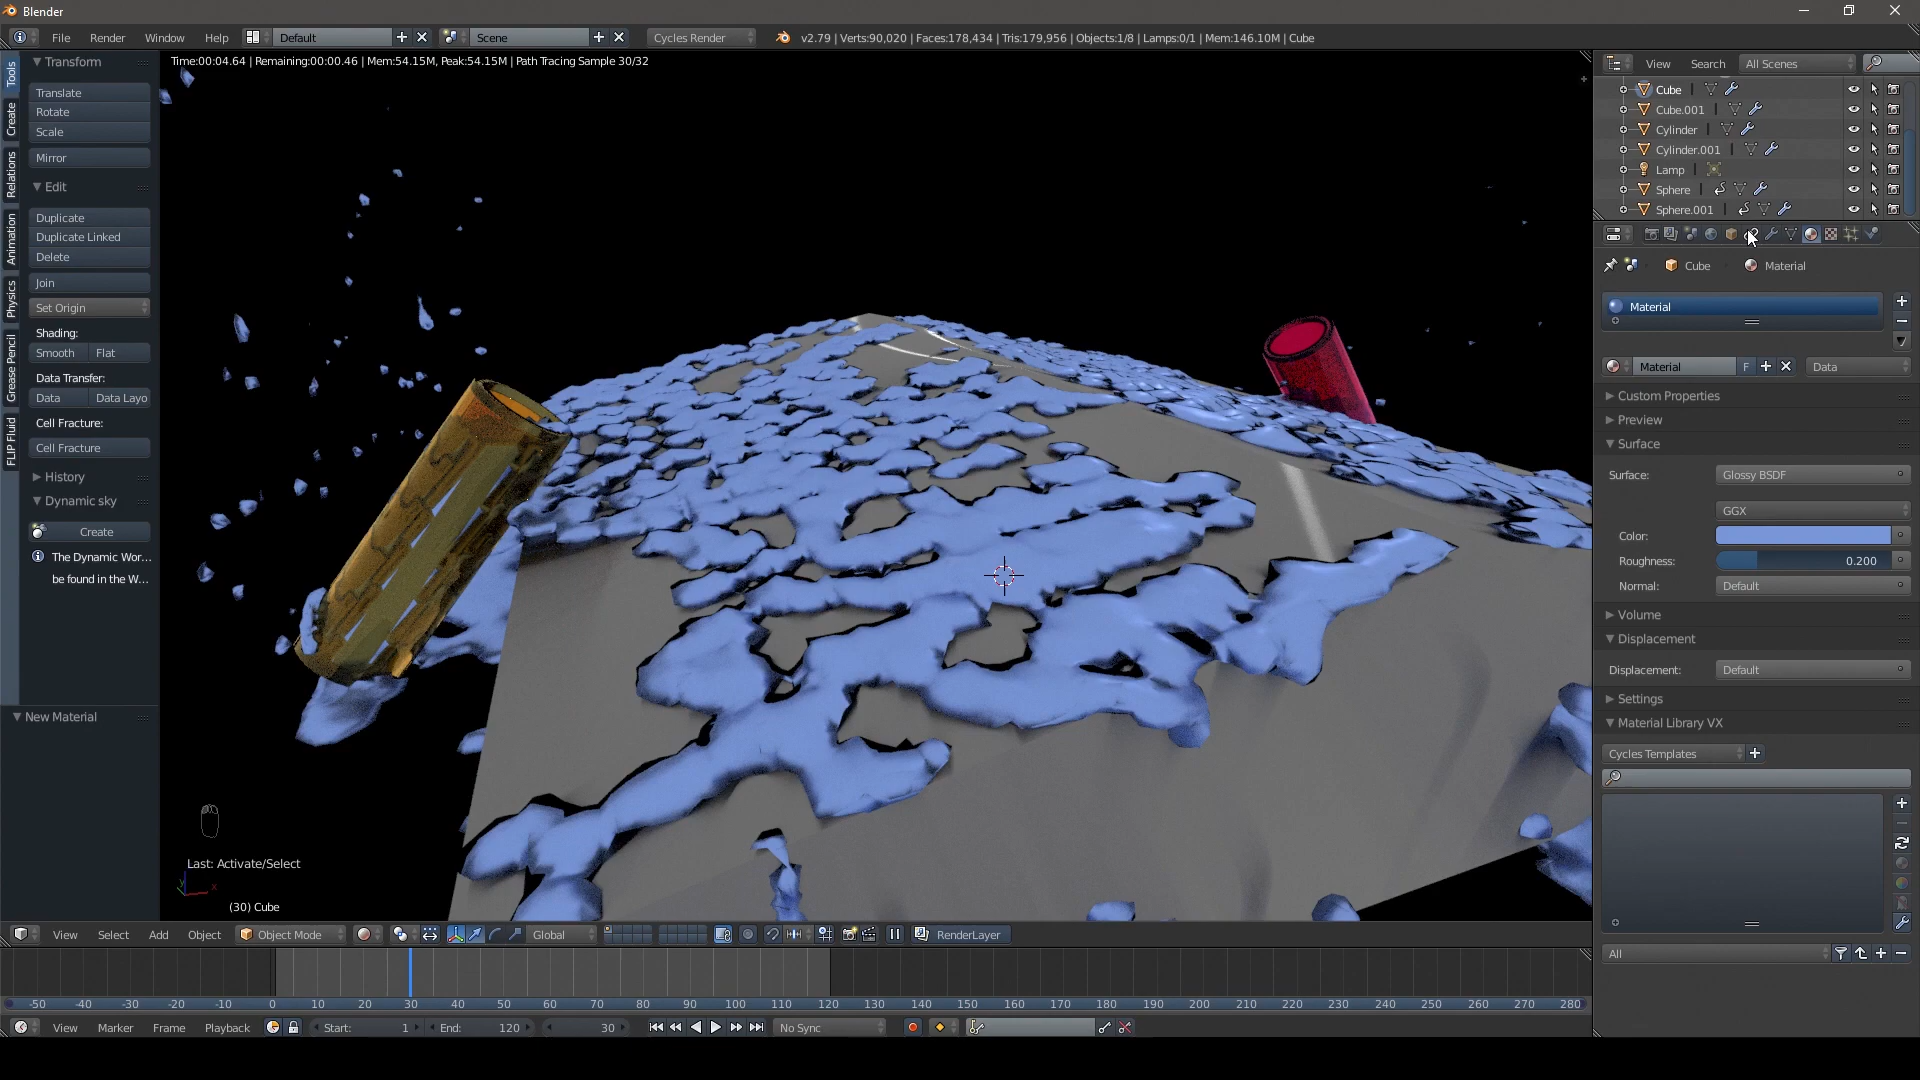 Blender
File Render Window Help Default Scene Cycles Render v2.79 | Verts:90,020 | Faces:178,434 | Tris:179,956 | Objects:1/8 | Lamps:0/1 | Mem:146.10M | Cube
Time:00:04.64 | Remaining:00:00.46 | Mem:54.15M, Peak:54.15M | Path Tracing Sample 30/32
Tools
Create
Relations
Animation
Physics
Grease Pencil
FLIP Fluid
Transform
Translate
Rotate
Scale
Mirror
Edit
Duplicate
Duplicate Linked
Delete
Join
Set Origin
Shading:
Smooth Flat
Data Transfer:
Data Data Layo
Cell Fracture:
Cell Fracture
History
Dynamic sky
Create
The Dynamic Wor...
be found in the W...
New Material
Last: Activate/Select
(30) Cube
View Search All Scenes
Cube
Cube.001
Cylinder
Cylinder.001
Lamp
Sphere
Sphere.001
Cube Material
Material
Material F Data
Custom Properties
Preview
Surface
Surface: Glossy BSDF
GGX
Color:
Roughness: 0.200
Normal: Default
Volume
Displacement
Displacement: Default
Settings
Material Library VX
Cycles Templates
All
View Select Add Object Object Mode Global RenderLayer
-50 -40 -30 -20 -10 0 10 20 30 40 50 60 70 80 90 100 110 120 130 140 150 160 170 180 190 200 210 220 230 240 250 260 270 280
View Marker Frame Playback Start: 1 End: 120 30 No Sync